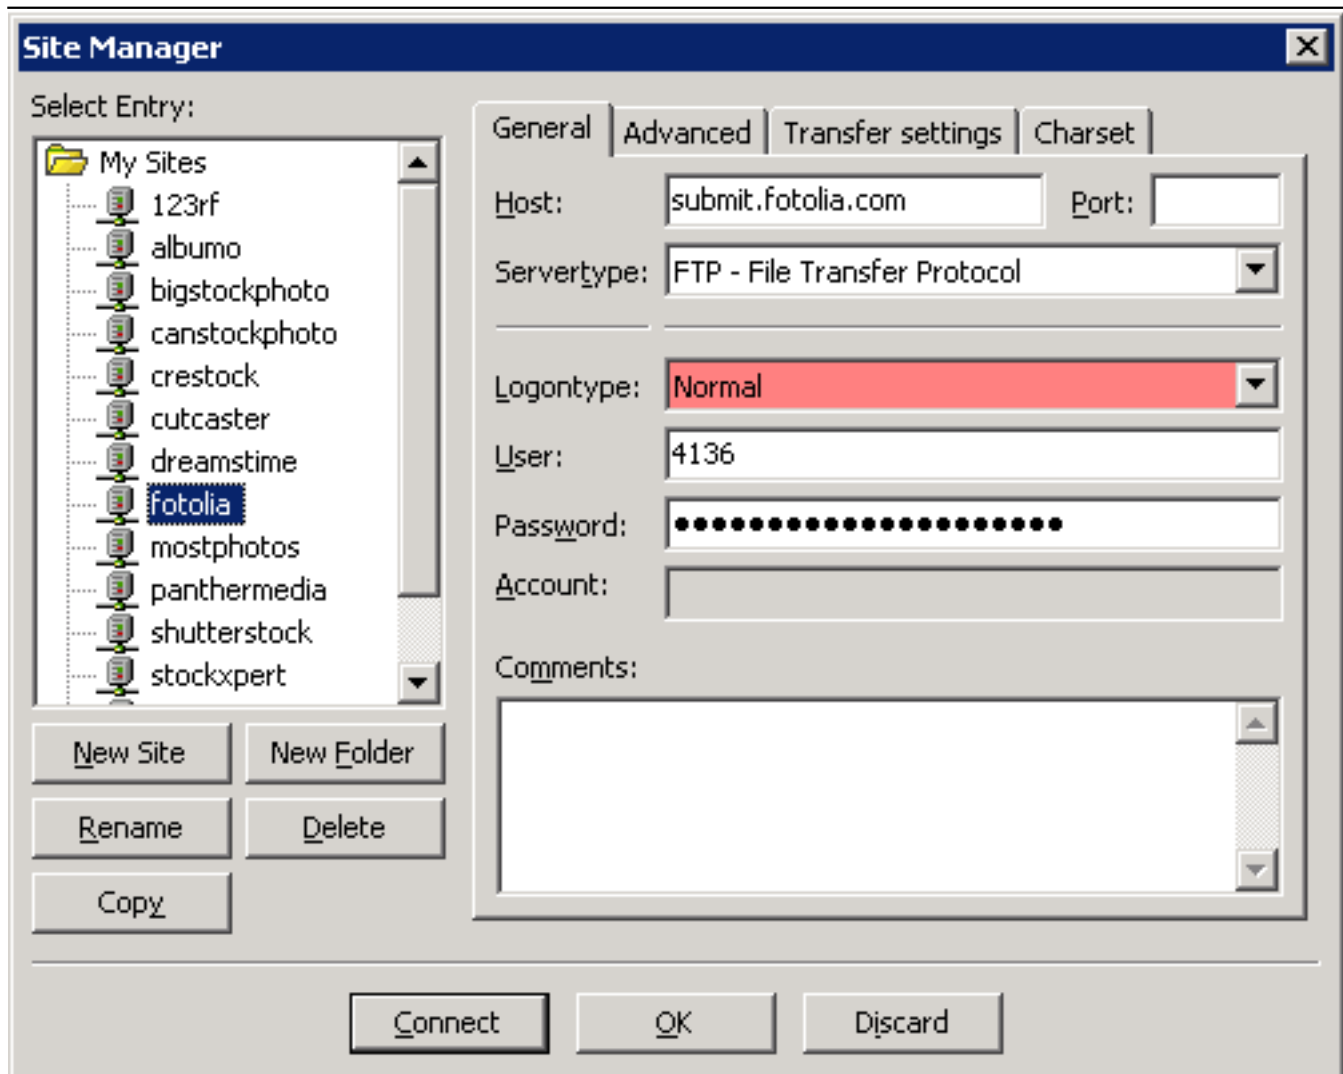 Site Manager
Select Entry:
My Sites
123rf
albumo
bigstockphoto
canstockphoto
crestock
cutcaster
dreamstime
fotolia
mostphotos
panthermedia
shutterstock
stockxpert
New Site
New Folder
Rename
Delete
Copy
General
Advanced
Transfer settings
Charset
Host:
submit.fotolia.com
Port:
Servertype:
FTP - File Transfer Protocol
Logontype:
Normal
User:
4136
Password:
●●●●●●●●●●●●●●●●●●●●●
Account:
Comments:
Connect
OK
Discard